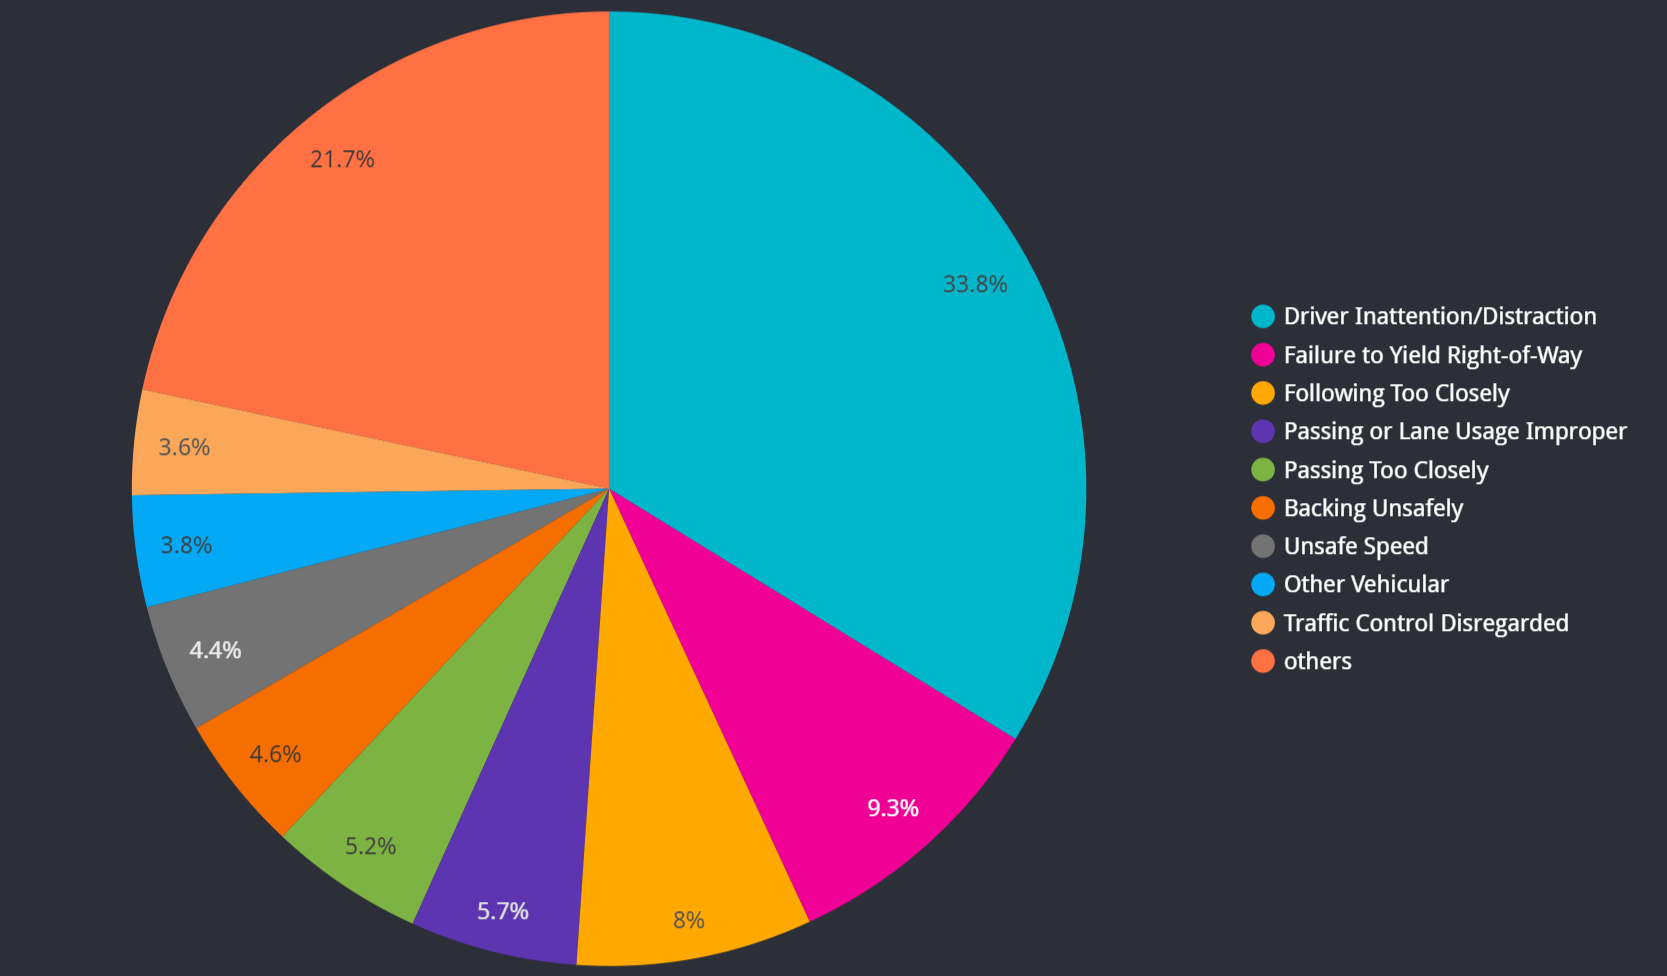 21.7%
33.8%
3.6%
3.8%
4.4%
4.6%
5.2%
5.7%
8%
9.3%
Driver Inattention/Distraction
Failure to Yield Right-of-Way
Following Too Closely
Passing or Lane Usage Improper
Passing Too Closely
Backing Unsafely
Unsafe Speed
Other Vehicular
Traffic Control Disregarded
others